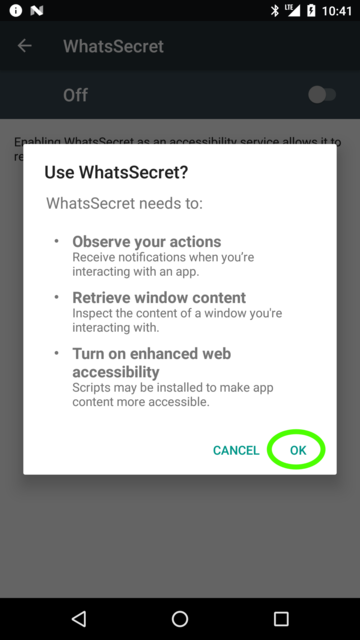 10:41
WhatsSecret
Off
Enabling WhatsSecret as an accessibility service allows it to
re
Use WhatsSecret?
WhatsSecret needs to:
• Observe your actions
Receive notifications when you're
interacting with an app.
• Retrieve window content
Inspect the content of a window you're
interacting with.
• Turn on enhanced web
accessibility
Scripts may be installed to make app
content more accessible.
CANCEL OK